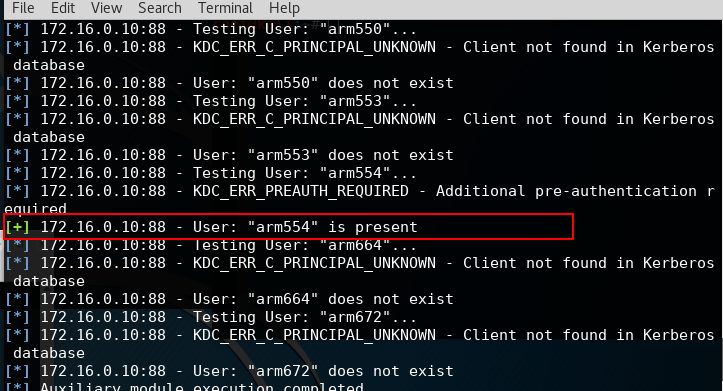 File Edit View Search Terminal Help
[*] 172.16.0.10:88 - Testing User: "arm550"...
[*] 172.16.0.10:88 - KDC_ERR_C_PRINCIPAL_UNKNOWN - Client not found in Kerberos
 database
[*] 172.16.0.10:88 - User: "arm550" does not exist
[*] 172.16.0.10:88 - Testing User: "arm553"...
[*] 172.16.0.10:88 - KDC_ERR_C_PRINCIPAL_UNKNOWN - Client not found in Kerberos
 database
[*] 172.16.0.10:88 - User: "arm553" does not exist
[*] 172.16.0.10:88 - Testing User: "arm554"...
[*] 172.16.0.10:88 - KDC_ERR_PREAUTH_REQUIRED - Additional pre-authentication r
equired
[+] 172.16.0.10:88 - User: "arm554" is present
[*] 172.16.0.10:88 - Testing User: "arm664"...
[*] 172.16.0.10:88 - KDC_ERR_C_PRINCIPAL_UNKNOWN - Client not found in Kerberos
 database
[*] 172.16.0.10:88 - User: "arm664" does not exist
[*] 172.16.0.10:88 - Testing User: "arm672"...
[*] 172.16.0.10:88 - KDC_ERR_C_PRINCIPAL_UNKNOWN - Client not found in Kerberos
 database
[*] 172.16.0.10:88 - User: "arm672" does not exist
[*] Auxiliary module execution completed